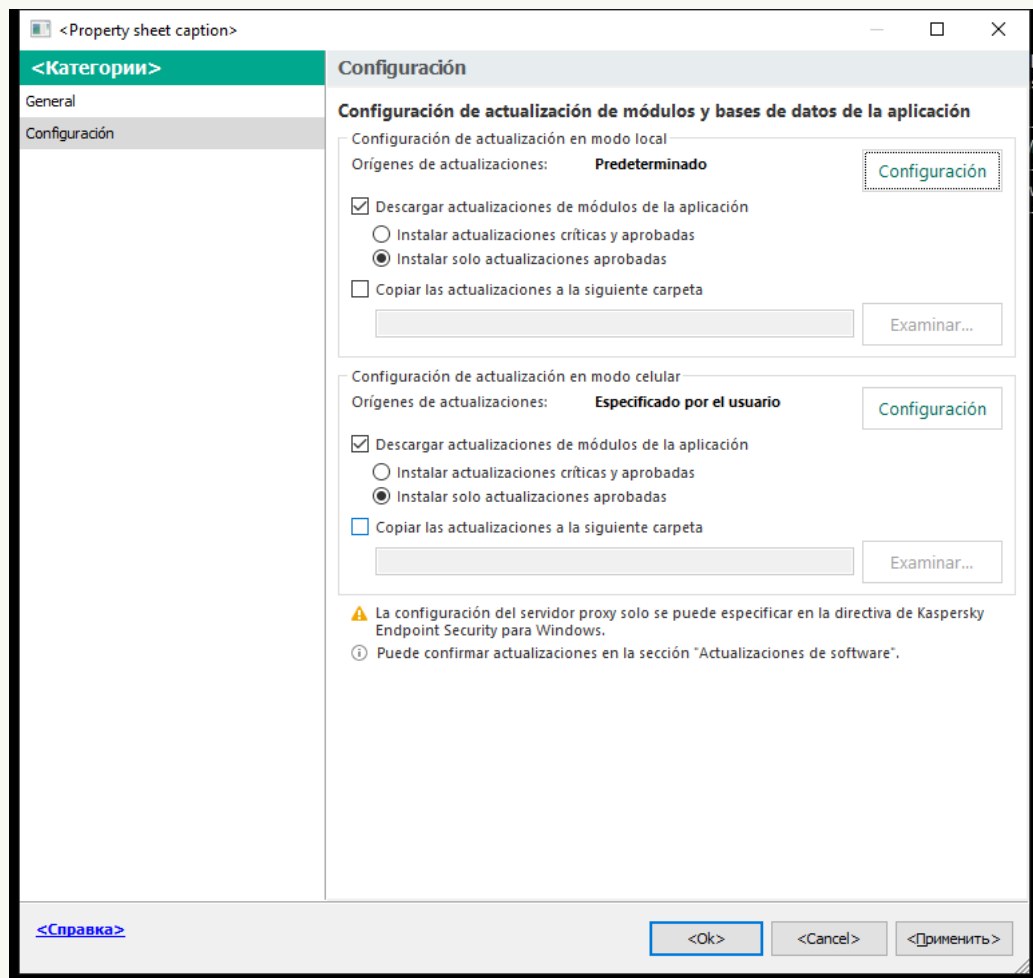 <Property sheet caption>
<Категории>
General
Configuración
Configuración
Configuración de actualización de módulos y bases de datos de la aplicación
Configuración de actualización en modo local
Orígenes de actualizaciones: Predeterminado
Configuración
Descargar actualizaciones de módulos de la aplicación
Instalar actualizaciones críticas y aprobadas
Instalar solo actualizaciones aprobadas
Copiar las actualizaciones a la siguiente carpeta
Examinar...
Configuración de actualización en modo celular
Orígenes de actualizaciones: Especificado por el usuario
Configuración
Descargar actualizaciones de módulos de la aplicación
Instalar actualizaciones críticas y aprobadas
Instalar solo actualizaciones aprobadas
Copiar las actualizaciones a la siguiente carpeta
Examinar...
La configuración del servidor proxy solo se puede especificar en la directiva de Kaspersky
Endpoint Security para Windows.
Puede confirmar actualizaciones en la sección "Actualizaciones de software".
<Справка>
<Ok> <Cancel> <Применить>